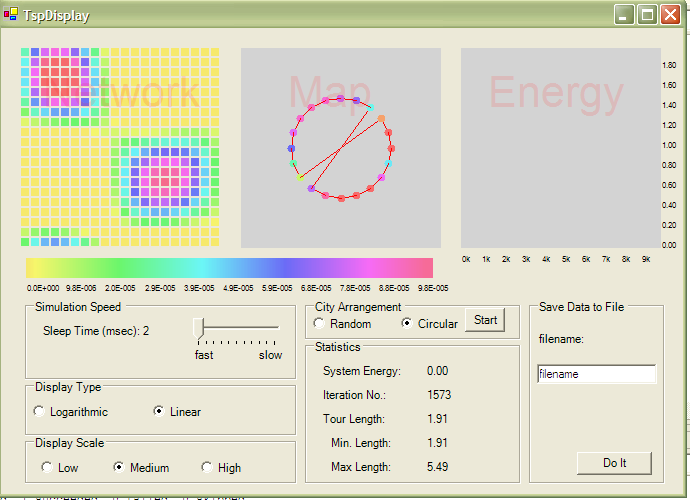 TspDisplay
Network Map Energy
1.80
1.60
1.40
1.20
1.00
0.80
0.60
0.40
0.20
0.00
0k 1k 2k 3k 4k 5k 6k 7k 8k 9k
0.0E+000 9.8E-006 2.0E-005 2.9E-005 3.9E-005 4.9E-005 5.9E-005 6.9E-005 7.8E-005 8.8E-005 9.8E-005
Simulation Speed
Sleep Time (msec): 2
fast slow
Display Type
Logarithmic Linear
Display Scale
Low Medium High
City Arrangement
Random Circular Start
Statistics
System Energy: 0.00
Iteration No.: 1573
Tour Length: 1.91
Min. Length: 1.91
Max Length: 5.49
Save Data to File
filename:
filename
Do It